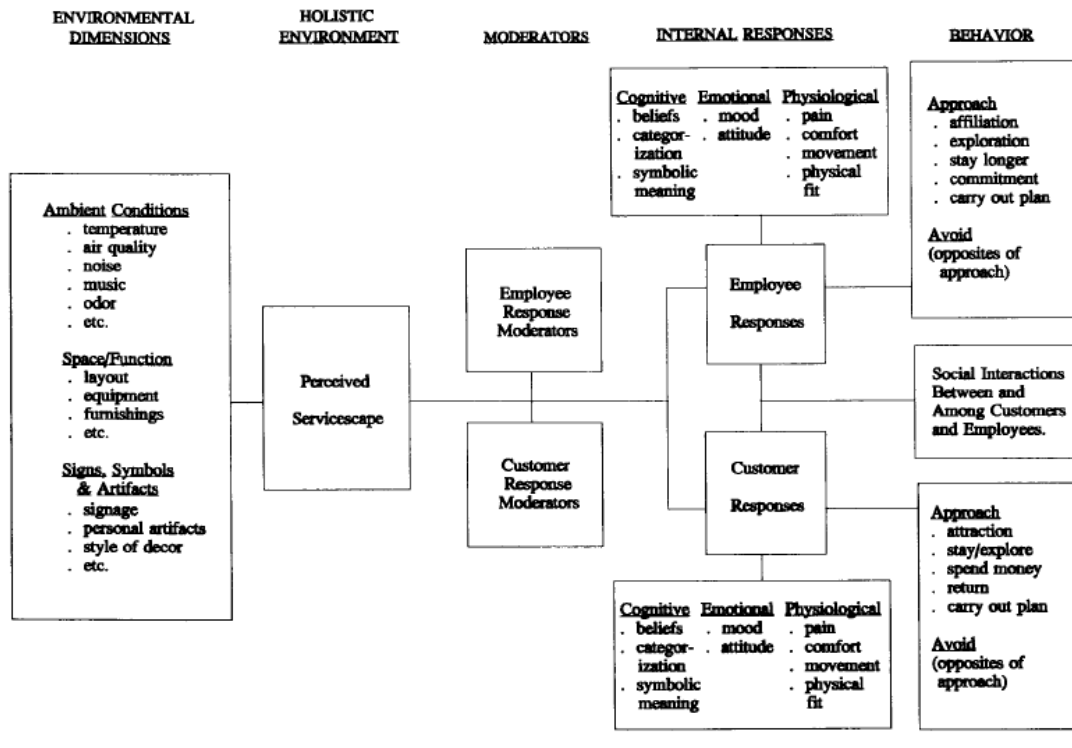 ENVIRONMENTAL
DIMENSIONS
HOLISTIC
ENVIRONMENT
MODERATORS
INTERNAL RESPONSES
BEHAVIOR
Ambient Conditions
. temperature
. air quality
. noise
. music
. odor
. etc.
Space/Function
. layout
. equipment
. furnishings
. etc.
Signs, Symbols
& Artifacts
. signage
. personal artifacts
. style of decor
. etc.
Perceived
Servicescape
Employee
Response
Moderators
Customer
Response
Moderators
Cognitive
. beliefs
. categor-
ization
. symbolic
meaning
Emotional
. mood
. attitude
Physiological
. pain
. comfort
. movement
. physical
fit
Employee
Responses
Customer
Responses
Cognitive
. beliefs
. categor-
ization
. symbolic
meaning
Emotional
. mood
. attitude
Physiological
. pain
. comfort
. movement
. physical
fit
Approach
. affiliation
. exploration
. stay longer
. commitment
. carry out plan
Avoid
(opposites of
approach)
Social Interactions
Between and
Among Customers
and Employees.
Approach
. attraction
. stay/explore
. spend money
. return
. carry out plan
Avoid
(opposites of
approach)